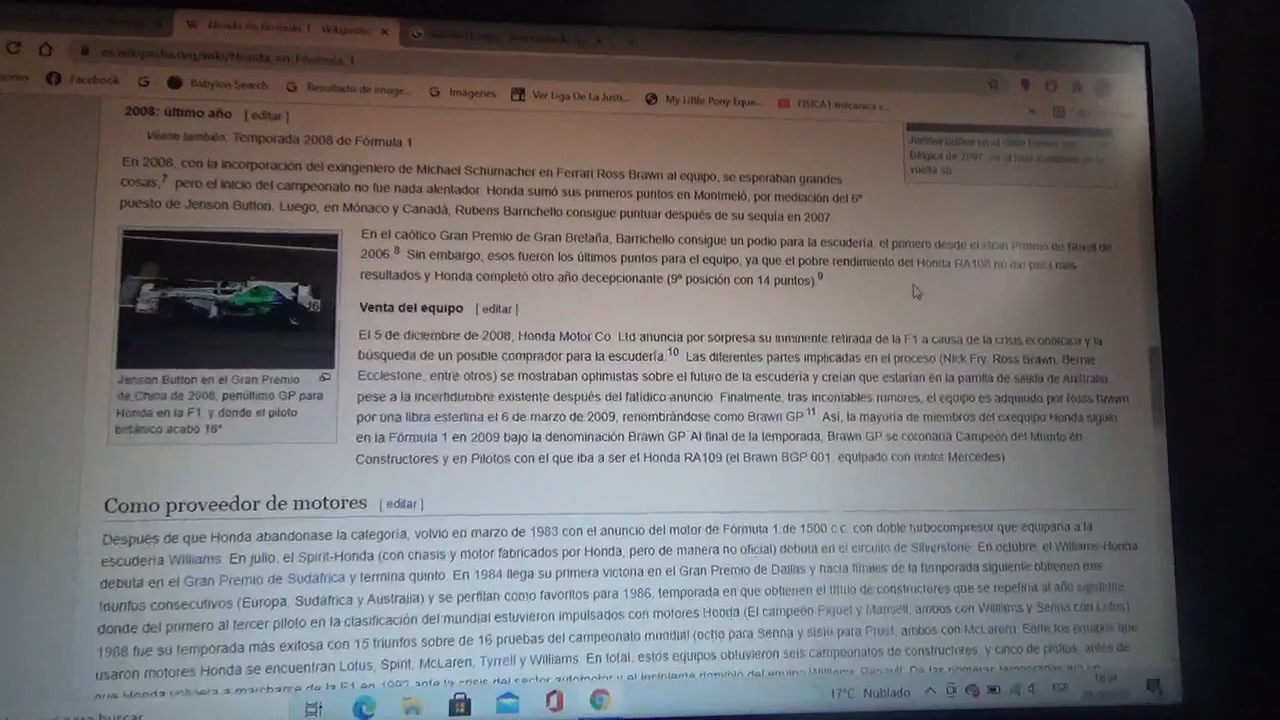 es.wikipedia.org/wiki/Honda_en_Fórmula_1
Facebook
Babylon Search
Resultado de image...
Imágenes
Ver Liga De La Justi...
My Little Pony Eque...
FISICA1 mecanica c...
2008: último año [ editar ]
Véase también: Temporada 2008 de Fórmula 1
En 2008, con la incorporación del exingeniero de Michael Schumacher en Ferrari Ross Brawn al equipo, se esperaban grandes
cosas,7 pero el inicio del campeonato no fue nada alentador. Honda sumó sus primeros puntos en Montmeló, por mediación del 6º
puesto de Jenson Button. Luego, en Mónaco y Canadá, Rubens Barrichello consigue puntuar después de su sequía en 2007.
En el caótico Gran Premio de Gran Bretaña, Barrichello consigue un podio para la escudería, el primero desde el Gran Premio de Brasil de
2006.8 Sin embargo, esos fueron los últimos puntos para el equipo, ya que el pobre rendimiento del Honda RA108 no dio para más
resultados y Honda completó otro año decepcionante (9ª posición con 14 puntos).9
16
Jenson Button en el Gran Premio
de China de 2008, penúltimo GP para
Honda en la F1 y donde el piloto
británico acabó 16º
Venta del equipo [ editar ]
El 5 de diciembre de 2008, Honda Motor Co. Ltd anuncia por sorpresa su inminente retirada de la F1 a causa de la crisis económica y la
búsqueda de un posible comprador para la escudería.10 Las diferentes partes implicadas en el proceso (Nick Fry, Ross Brawn, Bernie
Ecclestone, entre otros) se mostraban optimistas sobre el futuro de la escudería y creían que estarían en la parrilla de salida de Australia
pese a la incertidumbre existente después del fatídico anuncio. Finalmente, tras incontables rumores, el equipo es adquirido por Ross Brawn
por una libra esterlina el 6 de marzo de 2009, renombrándose como Brawn GP.11 Así, la mayoría de miembros del exequipo Honda siguin
en la Fórmula 1 en 2009 bajo la denominación Brawn GP. Al final de la temporada, Brawn GP se coronaría Campeón del Mundo en
Constructores y en Pilotos con el que iba a ser el Honda RA109 (el Brawn BGP 001, equipado con motor Mercedes).
Como proveedor de motores [ editar ]
Después de que Honda abandonase la categoría, volvió en marzo de 1983 con el anuncio del motor de Fórmula 1 de 1500 c.c. con doble turbocompresor que equiparía a la
escudería Williams. En julio, el Spirit-Honda (con chasis y motor fabricados por Honda, pero de manera no oficial) debuta en el circuito de Silverstone. En octubre, el Williams-Honda
debuta en el Gran Premio de Sudáfrica y termina quinto. En 1984 llega su primera victoria en el Gran Premio de Dallas y hacia finales de la temporada siguiente obtienen tres
triunfos consecutivos (Europa, Sudáfrica y Australia) y se perfilan como favoritos para 1986, temporada en que obtienen el título de constructores que se repetiría al año siguiente,
donde del primero al tercer piloto en la clasificación del mundial estuvieron impulsados con motores Honda (El campeón Piquet y Mansell, ambos con Williams y Senna con Lotus).
1988 fue su temporada más exitosa con 15 triunfos sobre de 16 pruebas del campeonato mundial (ocho para Senna y siete para Prost, ambos con McLaren). Entre los equipos que
usaron motores Honda se encuentran Lotus, Spirit, McLaren, Tyrrell y Williams. En total, estos equipos obtuvieron seis campeonatos de constructores, y cinco de pilotos, antes de
que Honda volviera a marcharse de la F1 en 1992 ante la crisis del sector automotor y el incipiente dominio del equipo Williams-Renault.
17°C Nublado
ESP